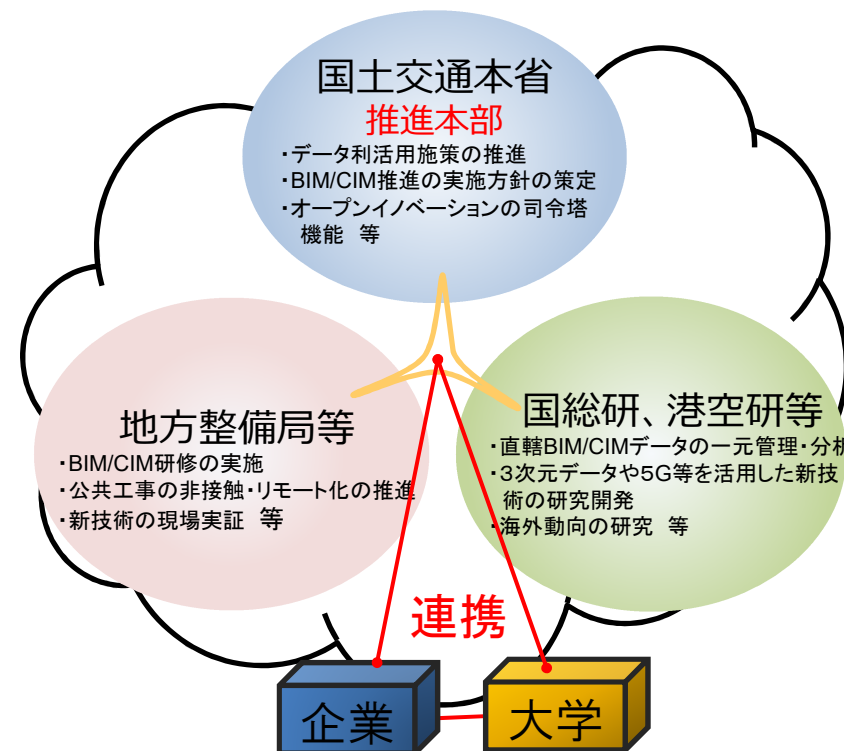 国土交通本省
推進本部
・データ利活用施策の推進
・BIM/CIM推進の実施方針の策定
・オープンイノベーションの司令塔
機能　等
地方整備局等
・BIM/CIM研修の実施
・公共工事の非接触・リモート化の推進
・新技術の現場実証　等
国総研、港空研等
・直轄BIM/CIMデータの一元管理・分析
・３次元データや５G等を活用した新技
術の研究開発
・海外動向の研究　等
連携
企業
大学